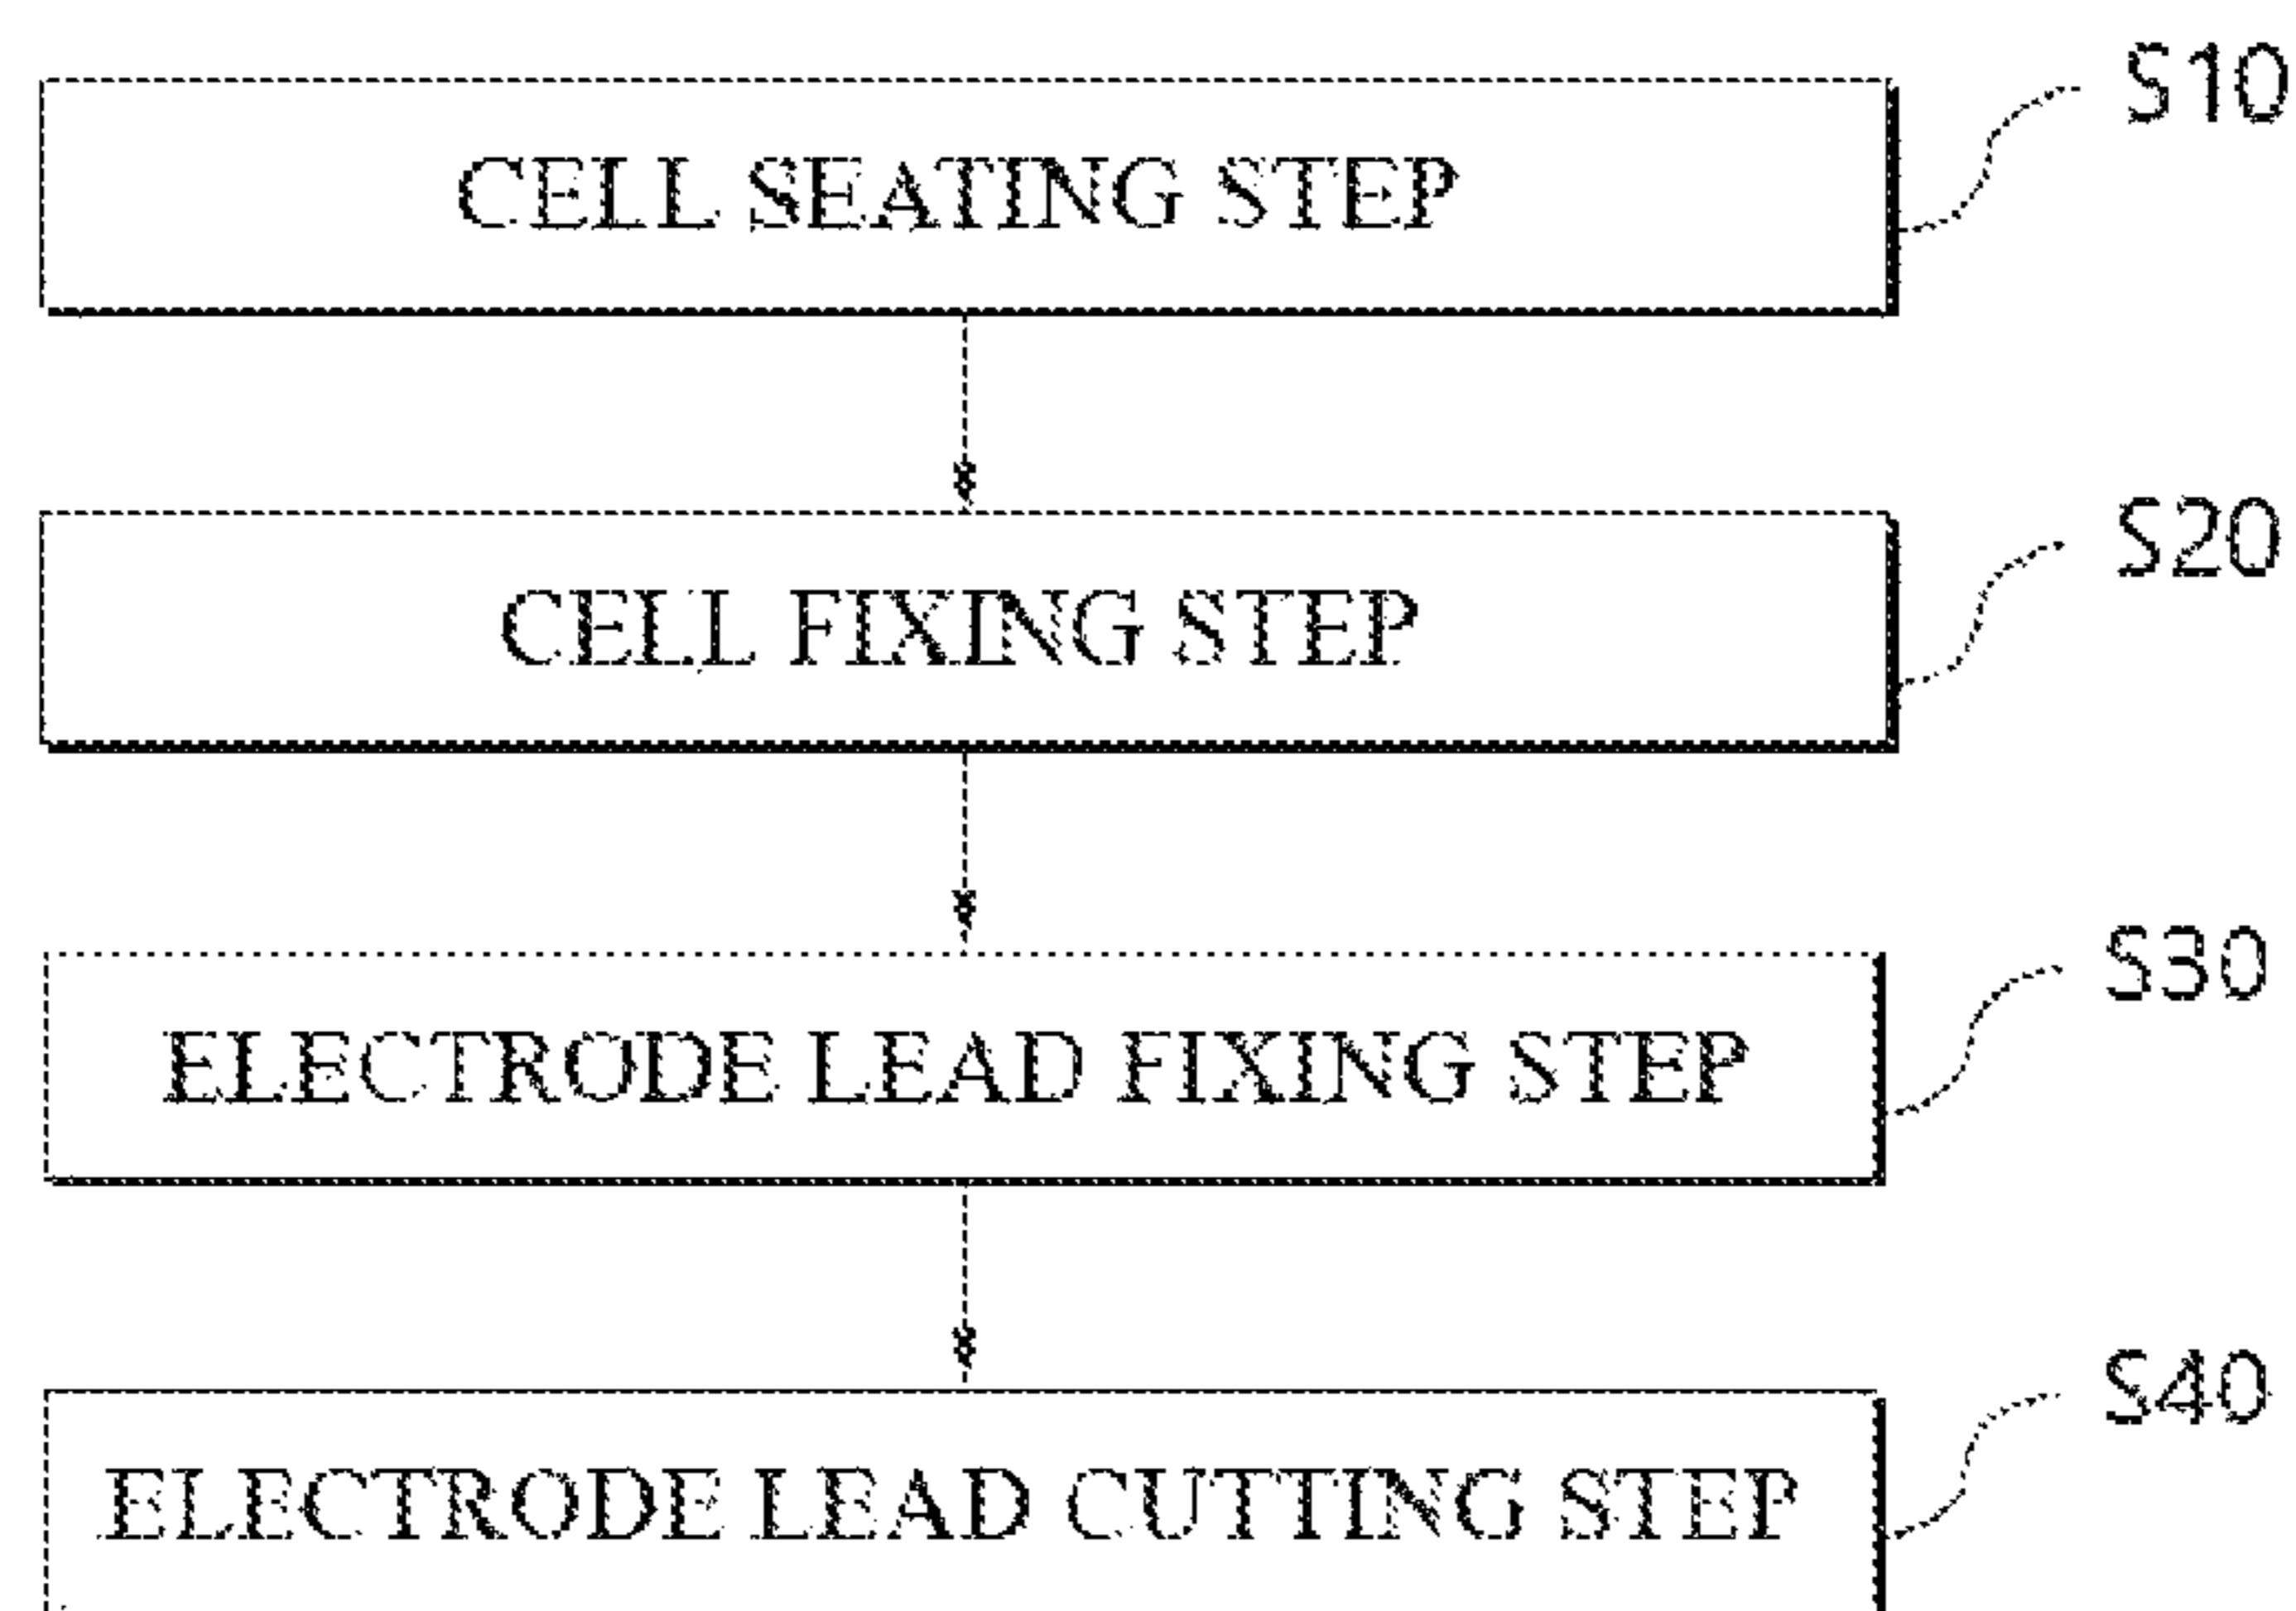 S10
CELL SEATING STEP
S20
CELL FIXING STEP
S30
ELECTRODE LEAD FIXING STEP
S40
ELECTRODE LEAD CUTTING STEP